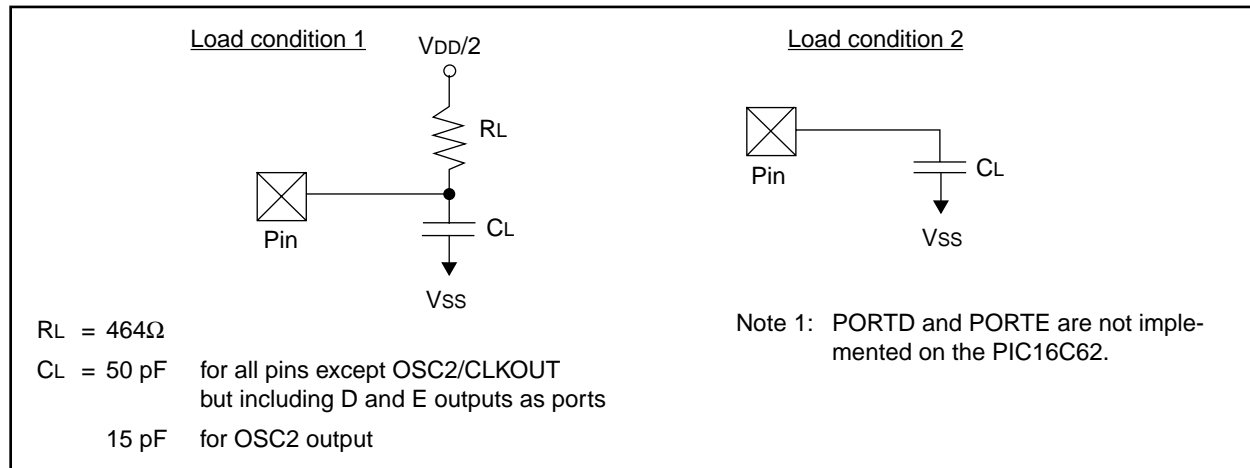 Load condition 1
VDD/2
RL
Pin
CL
VSS
RL = 464Ω
CL = 50 pF for all pins except OSC2/CLKOUT
but including D and E outputs as ports
15 pF for OSC2 output
Load condition 2
Pin
CL
VSS
Note 1: PORTD and PORTE are not imple-
mented on the PIC16C62.